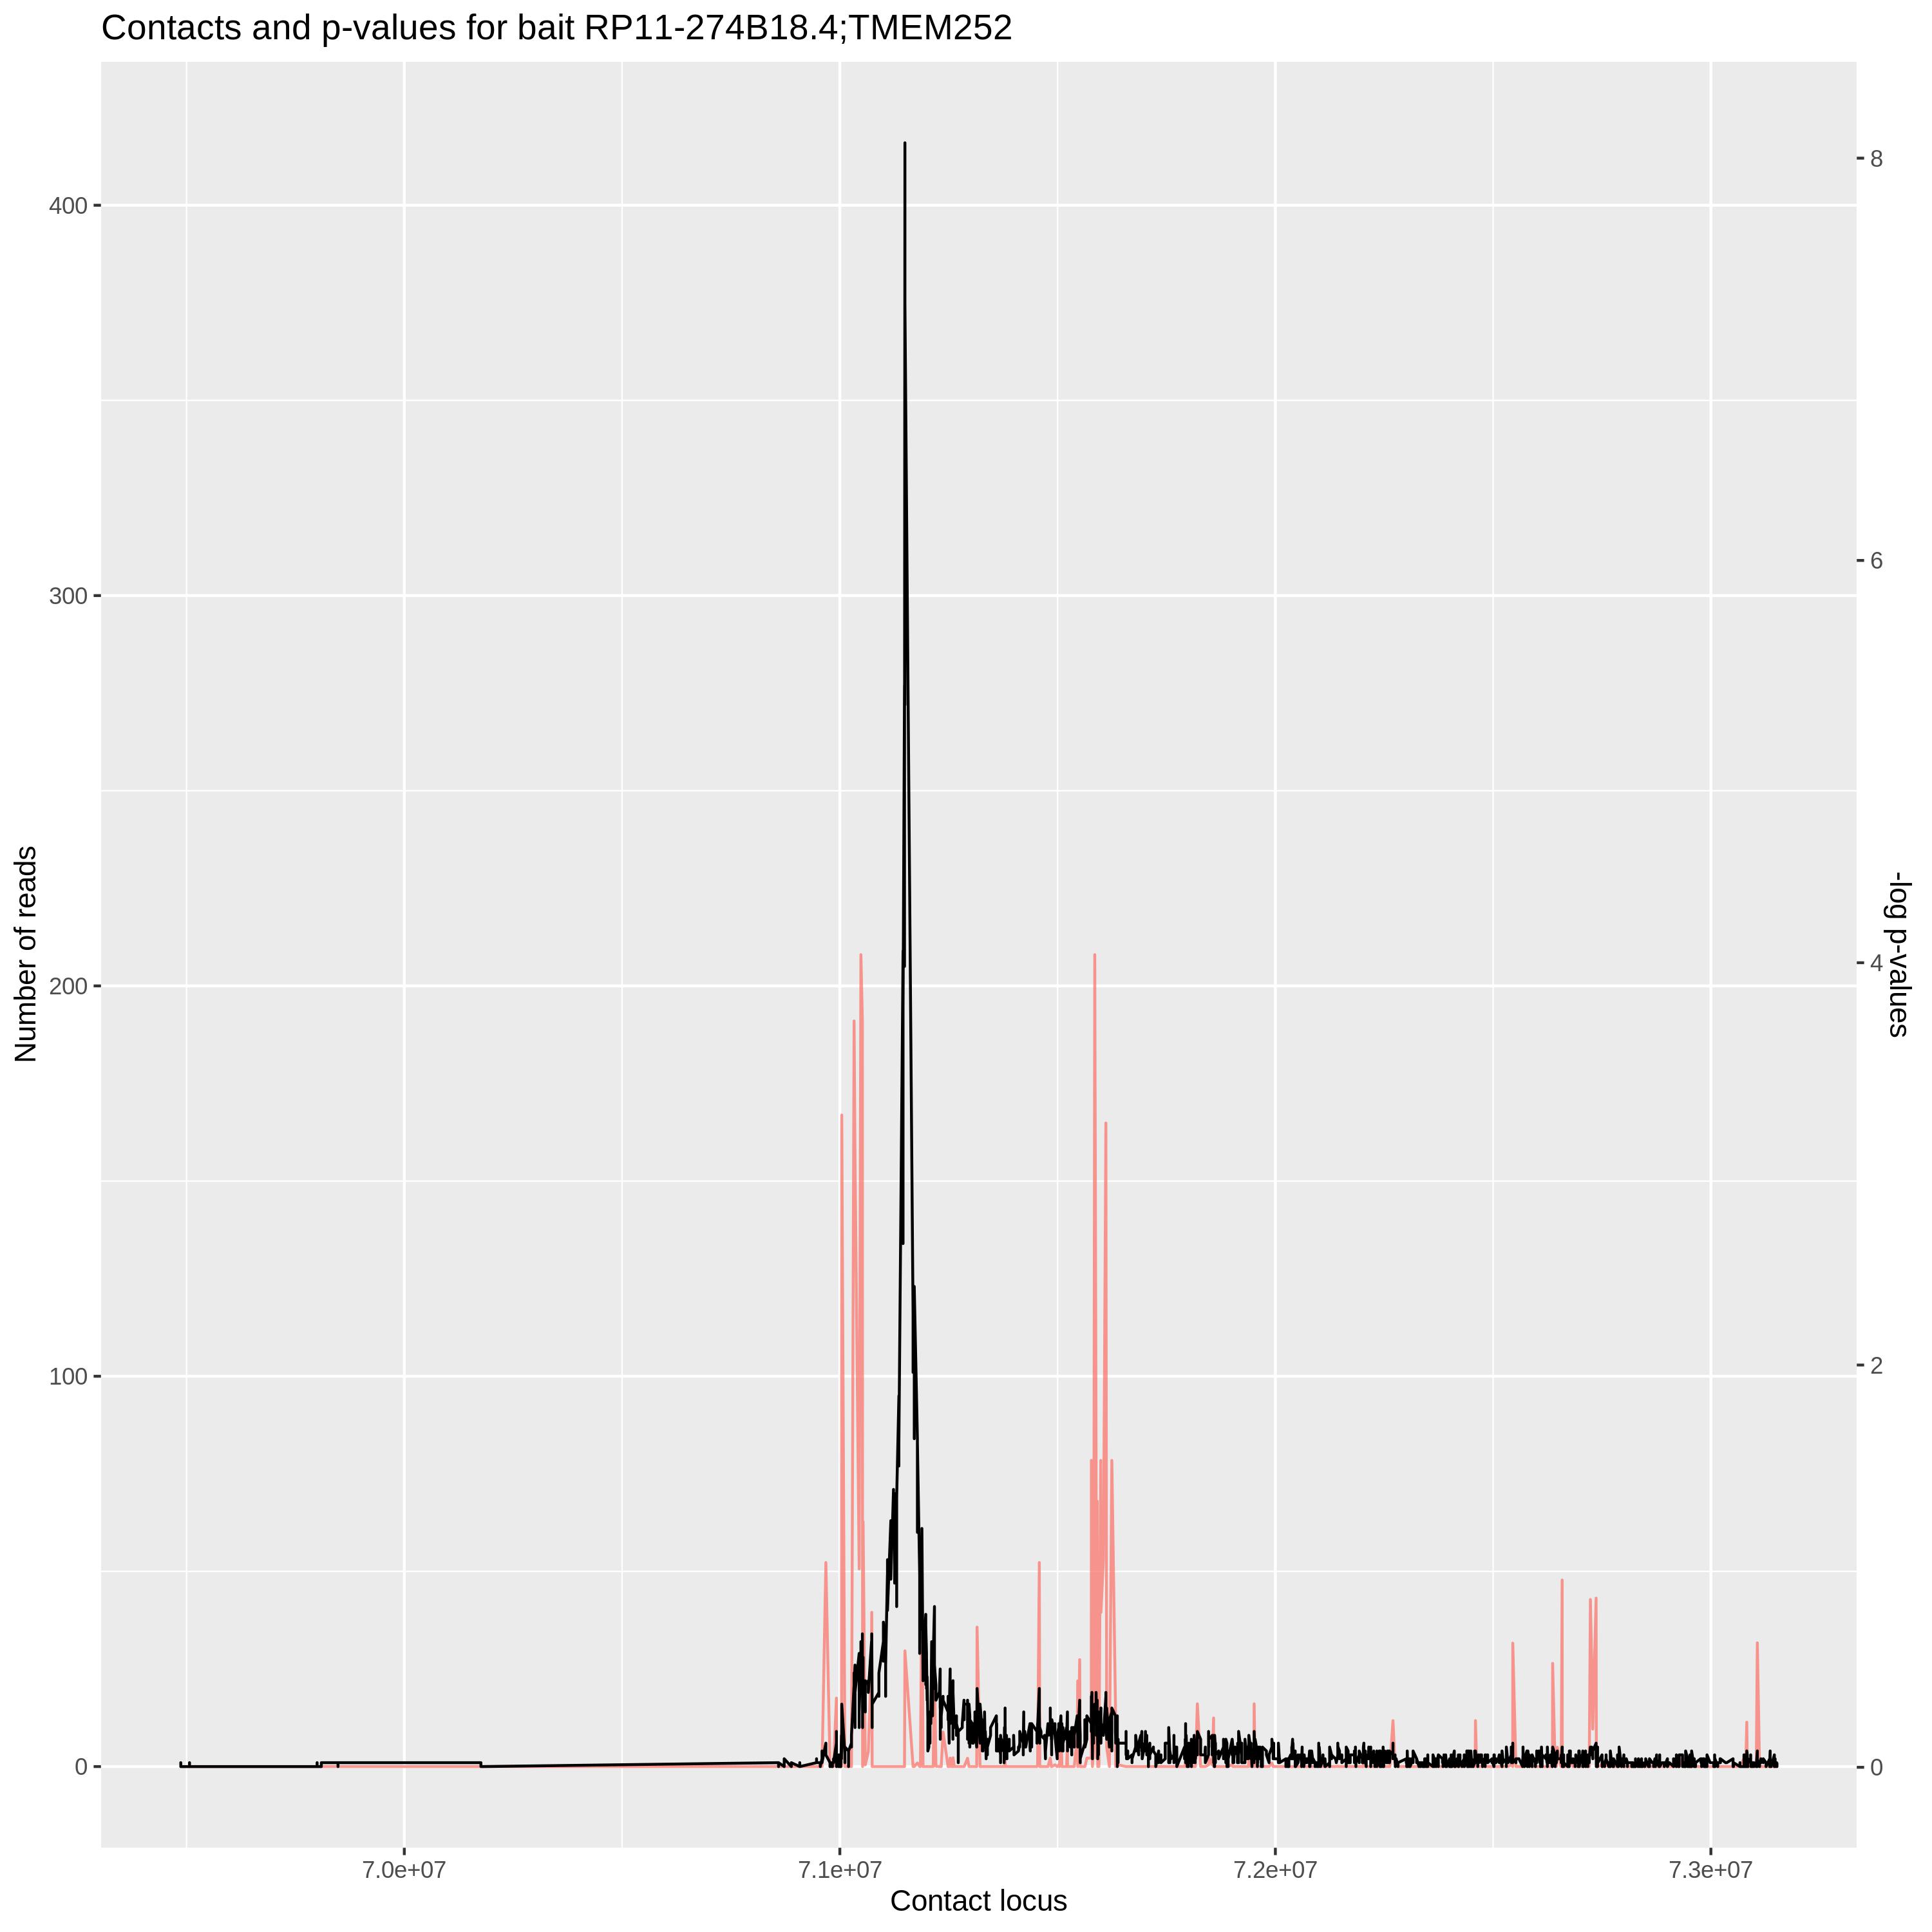 Contacts and p-values for bait RP11-274B18.4;TMEM252
400
300
200
100
0
8
6
4
2
0
Number of reads
-log p-values
7.0e+07
7.1e+07
7.2e+07
7.3e+07
Contact locus